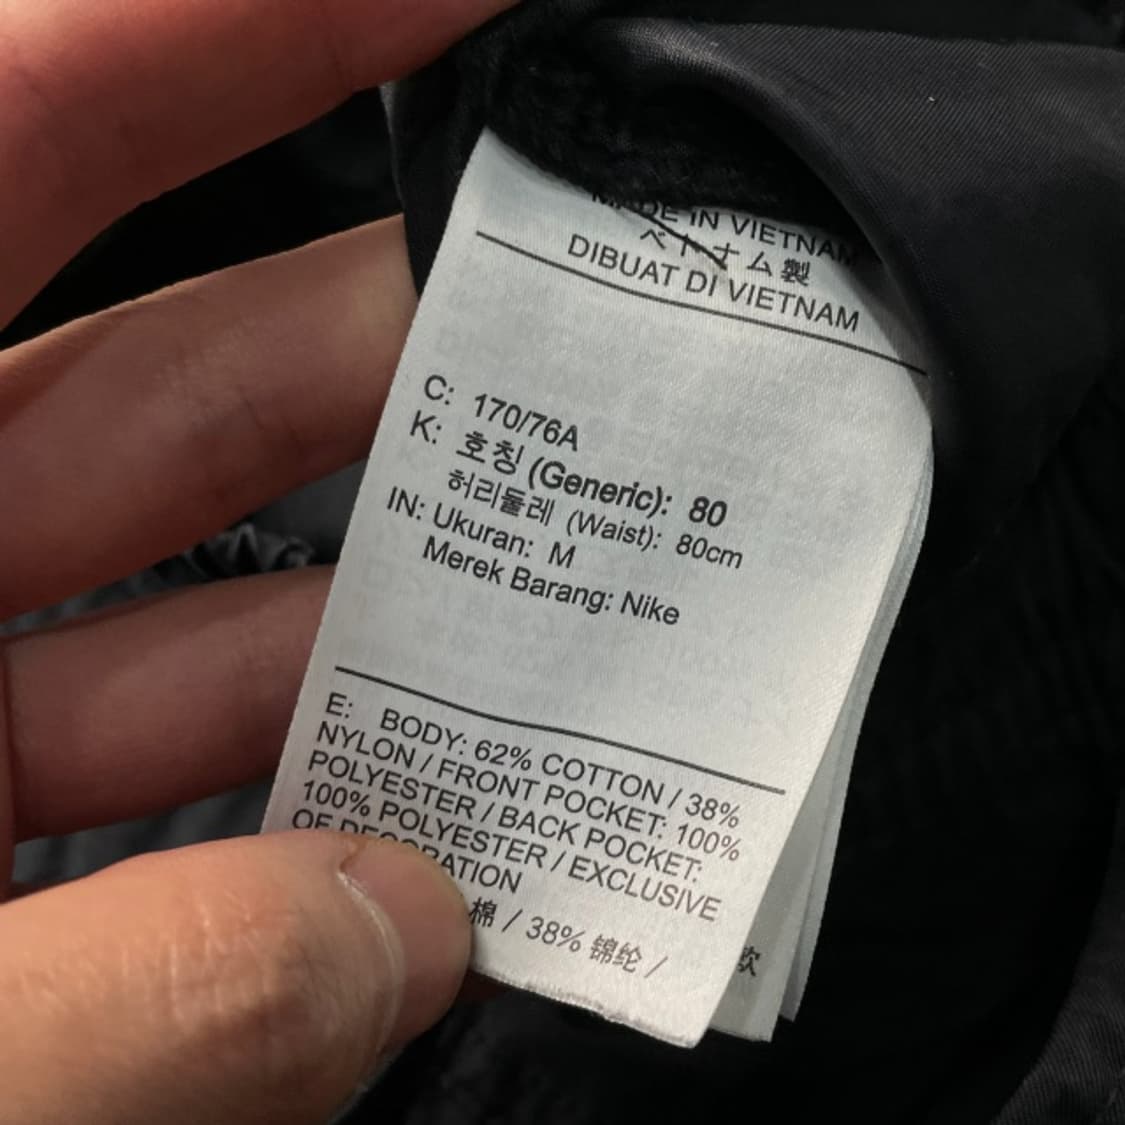 MADE IN VIETNAM
ベトナム製
DIBUAT DI VIETNAM
C: 170/76A
K: 호칭 (Generic): 80
허리둘레 (Waist): 80cm
IN: Ukuran: M
Merek Barang: Nike
E: BODY: 62% COTTON / 38%
NYLON / FRONT POCKET: 100%
POLYESTER / BACK POCKET:
100% POLYESTER / EXCLUSIVE
OF DECORATION
棉 / 38% 锦纶 /